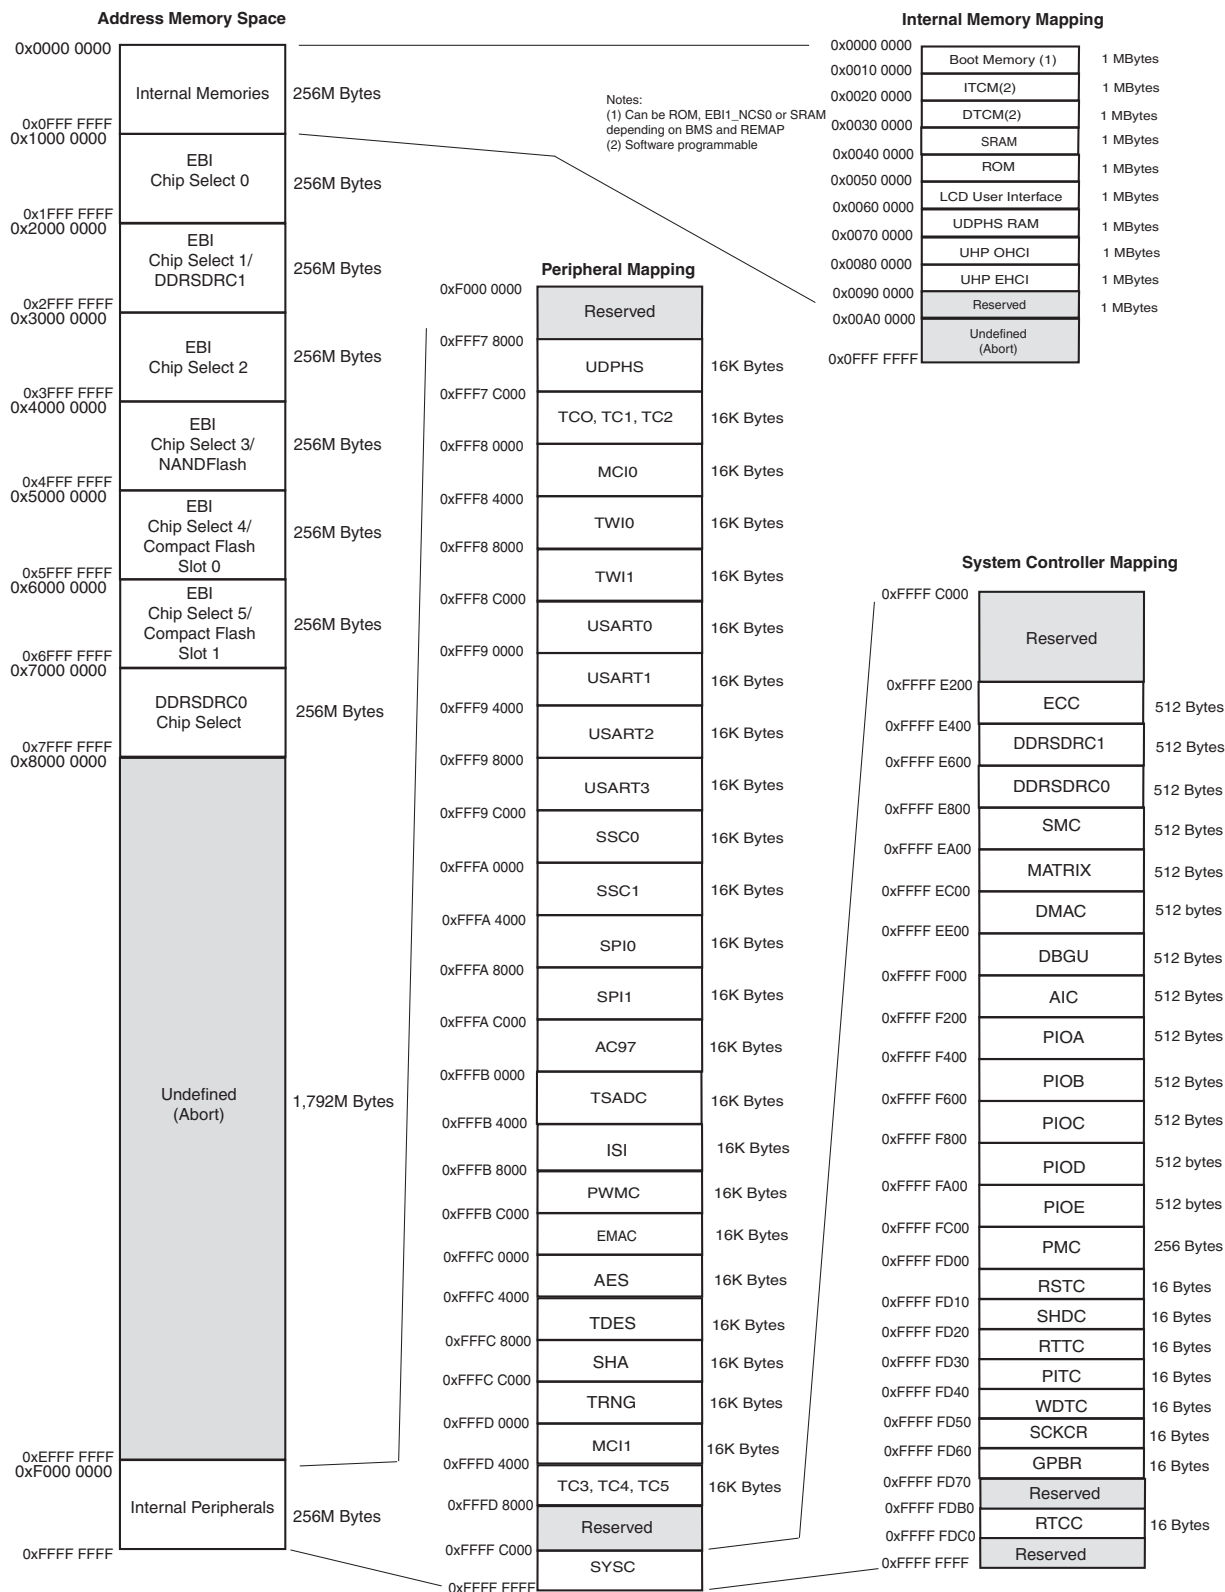 Address Memory Space
0x0000 0000
Internal Memories
256M Bytes
0x0FFF FFFF
0x1000 0000
EBI
Chip Select 0
256M Bytes
0x1FFF FFFF
0x2000 0000
EBI
Chip Select 1/
DDRSDRC1
256M Bytes
0x2FFF FFFF
0x3000 0000
EBI
Chip Select 2
256M Bytes
0x3FFF FFFF
0x4000 0000
EBI
Chip Select 3/
NANDFlash
256M Bytes
0x4FFF FFFF
0x5000 0000
EBI
Chip Select 4/
Compact Flash
Slot 0
256M Bytes
0x5FFF FFFF
0x6000 0000
EBI
Chip Select 5/
Compact Flash
Slot 1
256M Bytes
0x6FFF FFFF
0x7000 0000
DDRSDRC0
Chip Select
256M Bytes
0x7FFF FFFF
0x8000 0000
Undefined
(Abort)
1,792M Bytes
0xEFFF FFFF
0xF000 0000
Internal Peripherals
256M Bytes
0xFFFF FFFF
Internal Memory Mapping
0x0000 0000
Boot Memory (1)
1 MBytes
0x0010 0000
ITCM(2)
1 MBytes
0x0020 0000
DTCM(2)
1 MBytes
0x0030 0000
SRAM
1 MBytes
0x0040 0000
ROM
1 MBytes
0x0050 0000
LCD User Interface
1 MBytes
0x0060 0000
UDPHS RAM
1 MBytes
0x0070 0000
UHP OHCI
1 MBytes
0x0080 0000
UHP EHCI
1 MBytes
0x0090 0000
Reserved
1 MBytes
0x00A0 0000
Undefined
(Abort)
0x0FFF FFFF
Notes:
(1) Can be ROM, EBI1_NCS0 or SRAM
depending on BMS and REMAP
(2) Software programmable
Peripheral Mapping
0xF000 0000
Reserved
0xFFF7 8000
UDPHS
16K Bytes
0xFFF7 C000
TCO, TC1, TC2
16K Bytes
0xFFF8 0000
MCI0
16K Bytes
0xFFF8 4000
TWI0
16K Bytes
0xFFF8 8000
TWI1
16K Bytes
0xFFF8 C000
USART0
16K Bytes
0xFFF9 0000
USART1
16K Bytes
0xFFF9 4000
USART2
16K Bytes
0xFFF9 8000
USART3
16K Bytes
0xFFF9 C000
SSC0
16K Bytes
0xFFFA 0000
SSC1
16K Bytes
0xFFFA 4000
SPI0
16K Bytes
0xFFFA 8000
SPI1
16K Bytes
0xFFFA C000
AC97
16K Bytes
0xFFFB 0000
TSADC
16K Bytes
0xFFFB 4000
ISI
16K Bytes
0xFFFB 8000
PWMC
16K Bytes
0xFFFB C000
EMAC
16K Bytes
0xFFFC 0000
AES
16K Bytes
0xFFFC 4000
TDES
16K Bytes
0xFFFC 8000
SHA
16K Bytes
0xFFFC C000
TRNG
16K Bytes
0xFFFD 0000
MCI1
16K Bytes
0xFFFD 4000
TC3, TC4, TC5
16K Bytes
0xFFFD 8000
Reserved
0xFFFF C000
SYSC
0xFFFF FFFF
System Controller Mapping
0xFFFF C000
Reserved
0xFFFF E200
ECC
512 Bytes
0xFFFF E400
DDRSDRC1
512 Bytes
0xFFFF E600
DDRSDRC0
512 Bytes
0xFFFF E800
SMC
512 Bytes
0xFFFF EA00
MATRIX
512 Bytes
0xFFFF EC00
DMAC
512 bytes
0xFFFF EE00
DBGU
512 Bytes
0xFFFF F000
AIC
512 Bytes
0xFFFF F200
PIOA
512 Bytes
0xFFFF F400
PIOB
512 Bytes
0xFFFF F600
PIOC
512 Bytes
0xFFFF F800
PIOD
512 bytes
0xFFFF FA00
PIOE
512 bytes
0xFFFF FC00
PMC
256 Bytes
0xFFFF FD00
RSTC
16 Bytes
0xFFFF FD10
SHDC
16 Bytes
0xFFFF FD20
RTTC
16 Bytes
0xFFFF FD30
PITC
16 Bytes
0xFFFF FD40
WDTC
16 Bytes
0xFFFF FD50
SCKCR
16 Bytes
0xFFFF FD60
GPBR
16 Bytes
0xFFFF FD70
Reserved
0xFFFF FDB0
RTCC
16 Bytes
0xFFFF FDC0
Reserved
0xFFFF FFFF